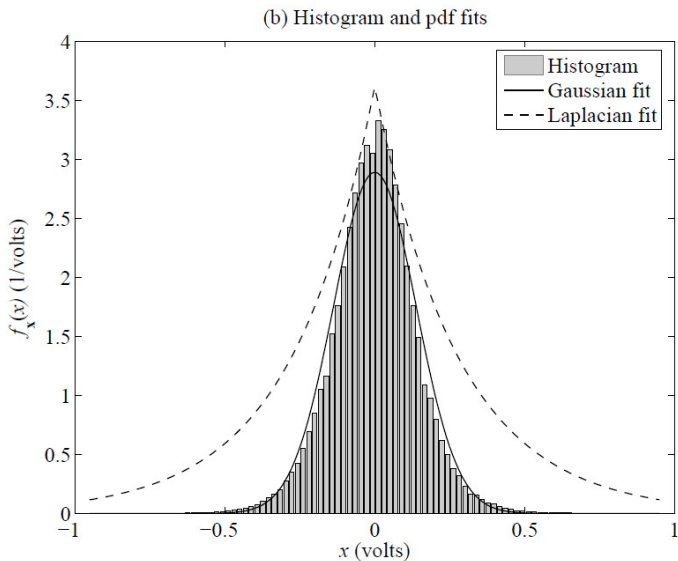 (b) Histogram and pdf fits
4
3.5
3
2.5
2
1.5
1
0.5
0
fₓ(x) (1/volts)
Histogram
Gaussian fit
Laplacian fit
−1
−0.5
0
0.5
1
x (volts)